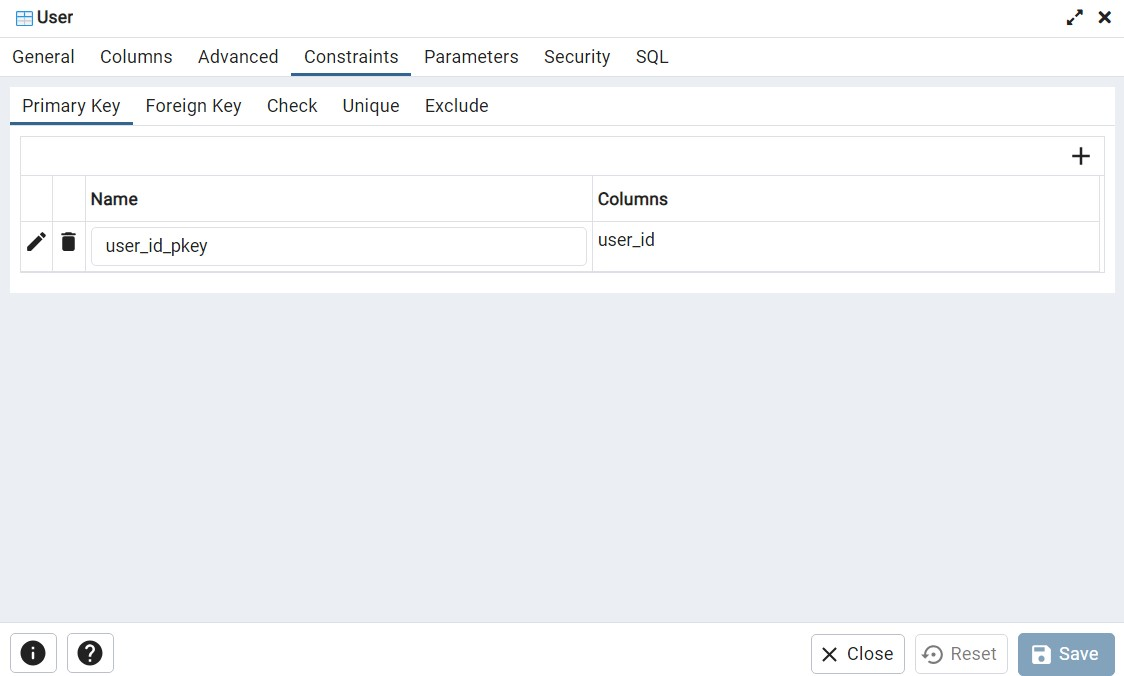 User
General Columns Advanced Constraints Parameters Security SQL
Primary Key Foreign Key Check Unique Exclude
Name Columns
user_id_pkey user_id
Close Reset Save